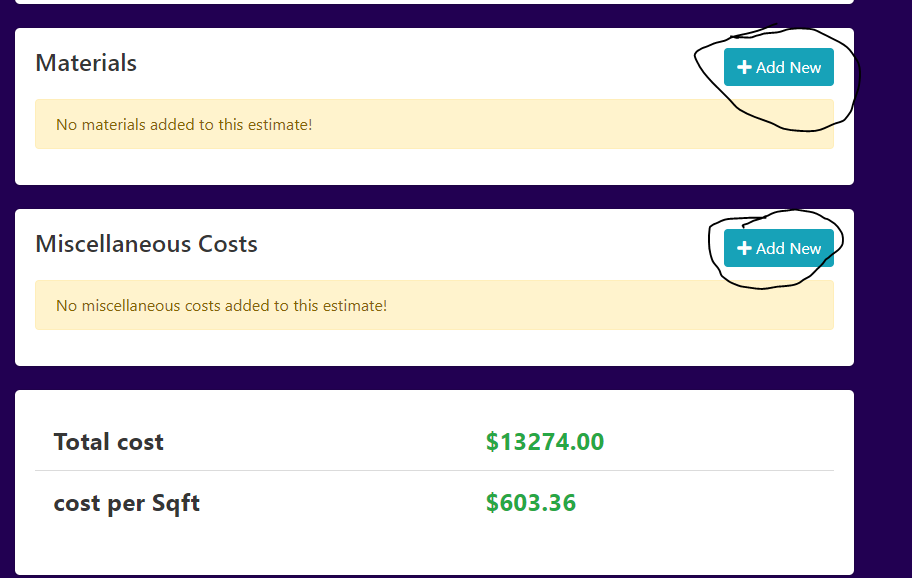 Materials
Add New
No materials added to this estimate!
Miscellaneous Costs
Add New
No miscellaneous costs added to this estimate!
Total cost $13274.00
cost per Sqft $603.36